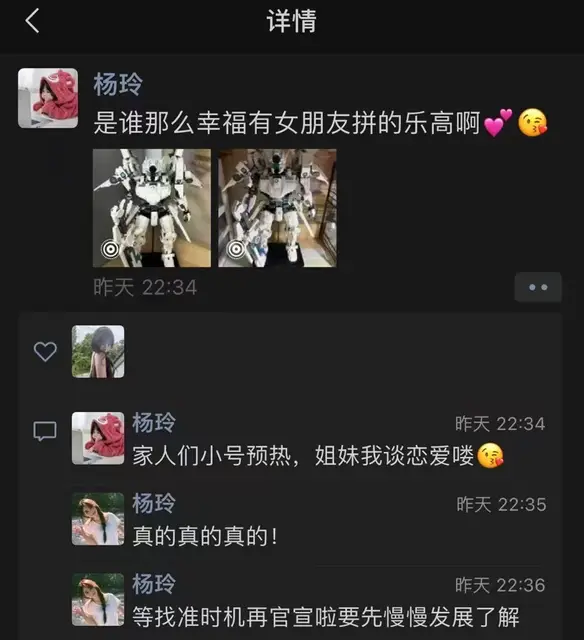 详情
杨玲
是谁那么幸福有女朋友拼的乐高啊💕😘
昨天 22:34
杨玲
昨天 22:34
家人们小号预热，姐妹我谈恋爱喽😘
杨玲
昨天 22:35
真的真的真的！
杨玲
昨天 22:36
等找准时机再官宣啦要先慢慢发展了解